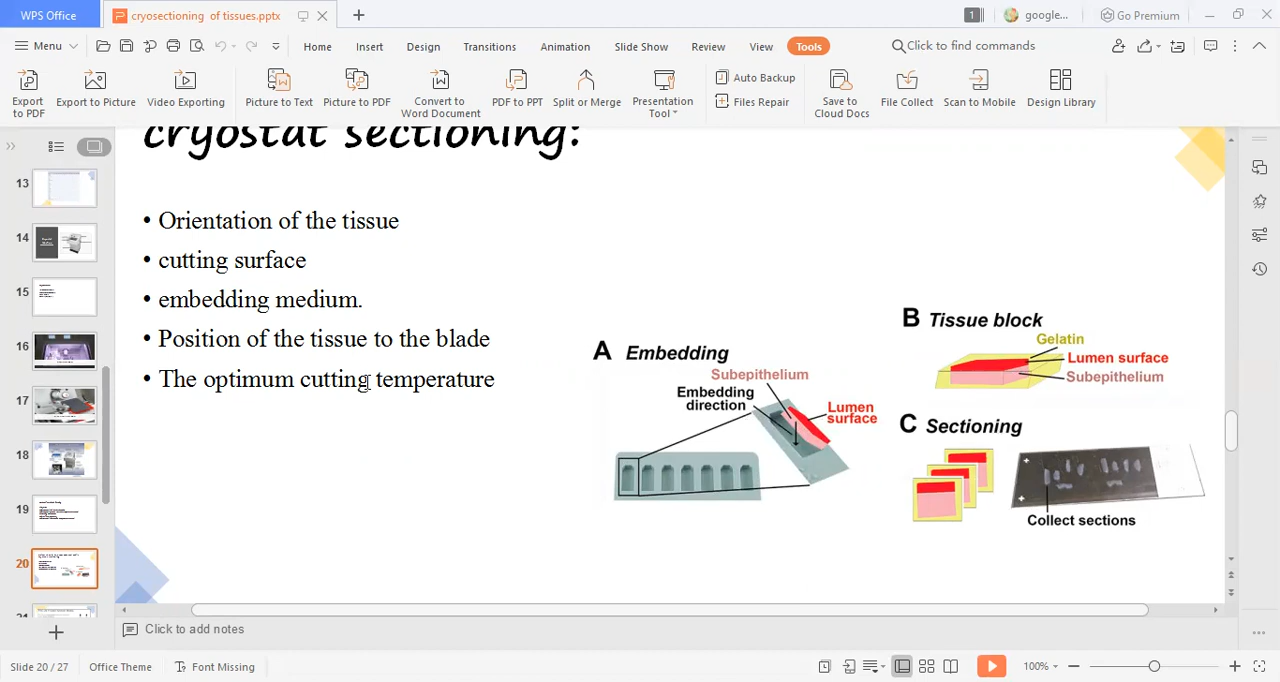 WPS Office
cryosectioning of tissues.pptx
1
google...
Go Premium
Menu
Home
Insert
Design
Transitions
Animation
Slide Show
Review
View
Tools
Click to find commands
Export to PDF
Export to Picture
Video Exporting
Picture to Text
Picture to PDF
Convert to Word Document
PDF to PPT
Split or Merge
Presentation Tool
Auto Backup
Files Repair
Save to Cloud Docs
File Collect
Scan to Mobile
Design Library
13
14
15
16
17
18
19
20
21
cryostat sectioning:
• Orientation of the tissue
• cutting surface
• embedding medium.
• Position of the tissue to the blade
• The optimum cutting temperature
A Embedding
Subepithelium
Embedding
direction
Lumen
surface
B Tissue block
Gelatin
Lumen surface
Subepithelium
C Sectioning
Collect sections
Click to add notes
Slide 20 / 27
Office Theme
Font Missing
100%